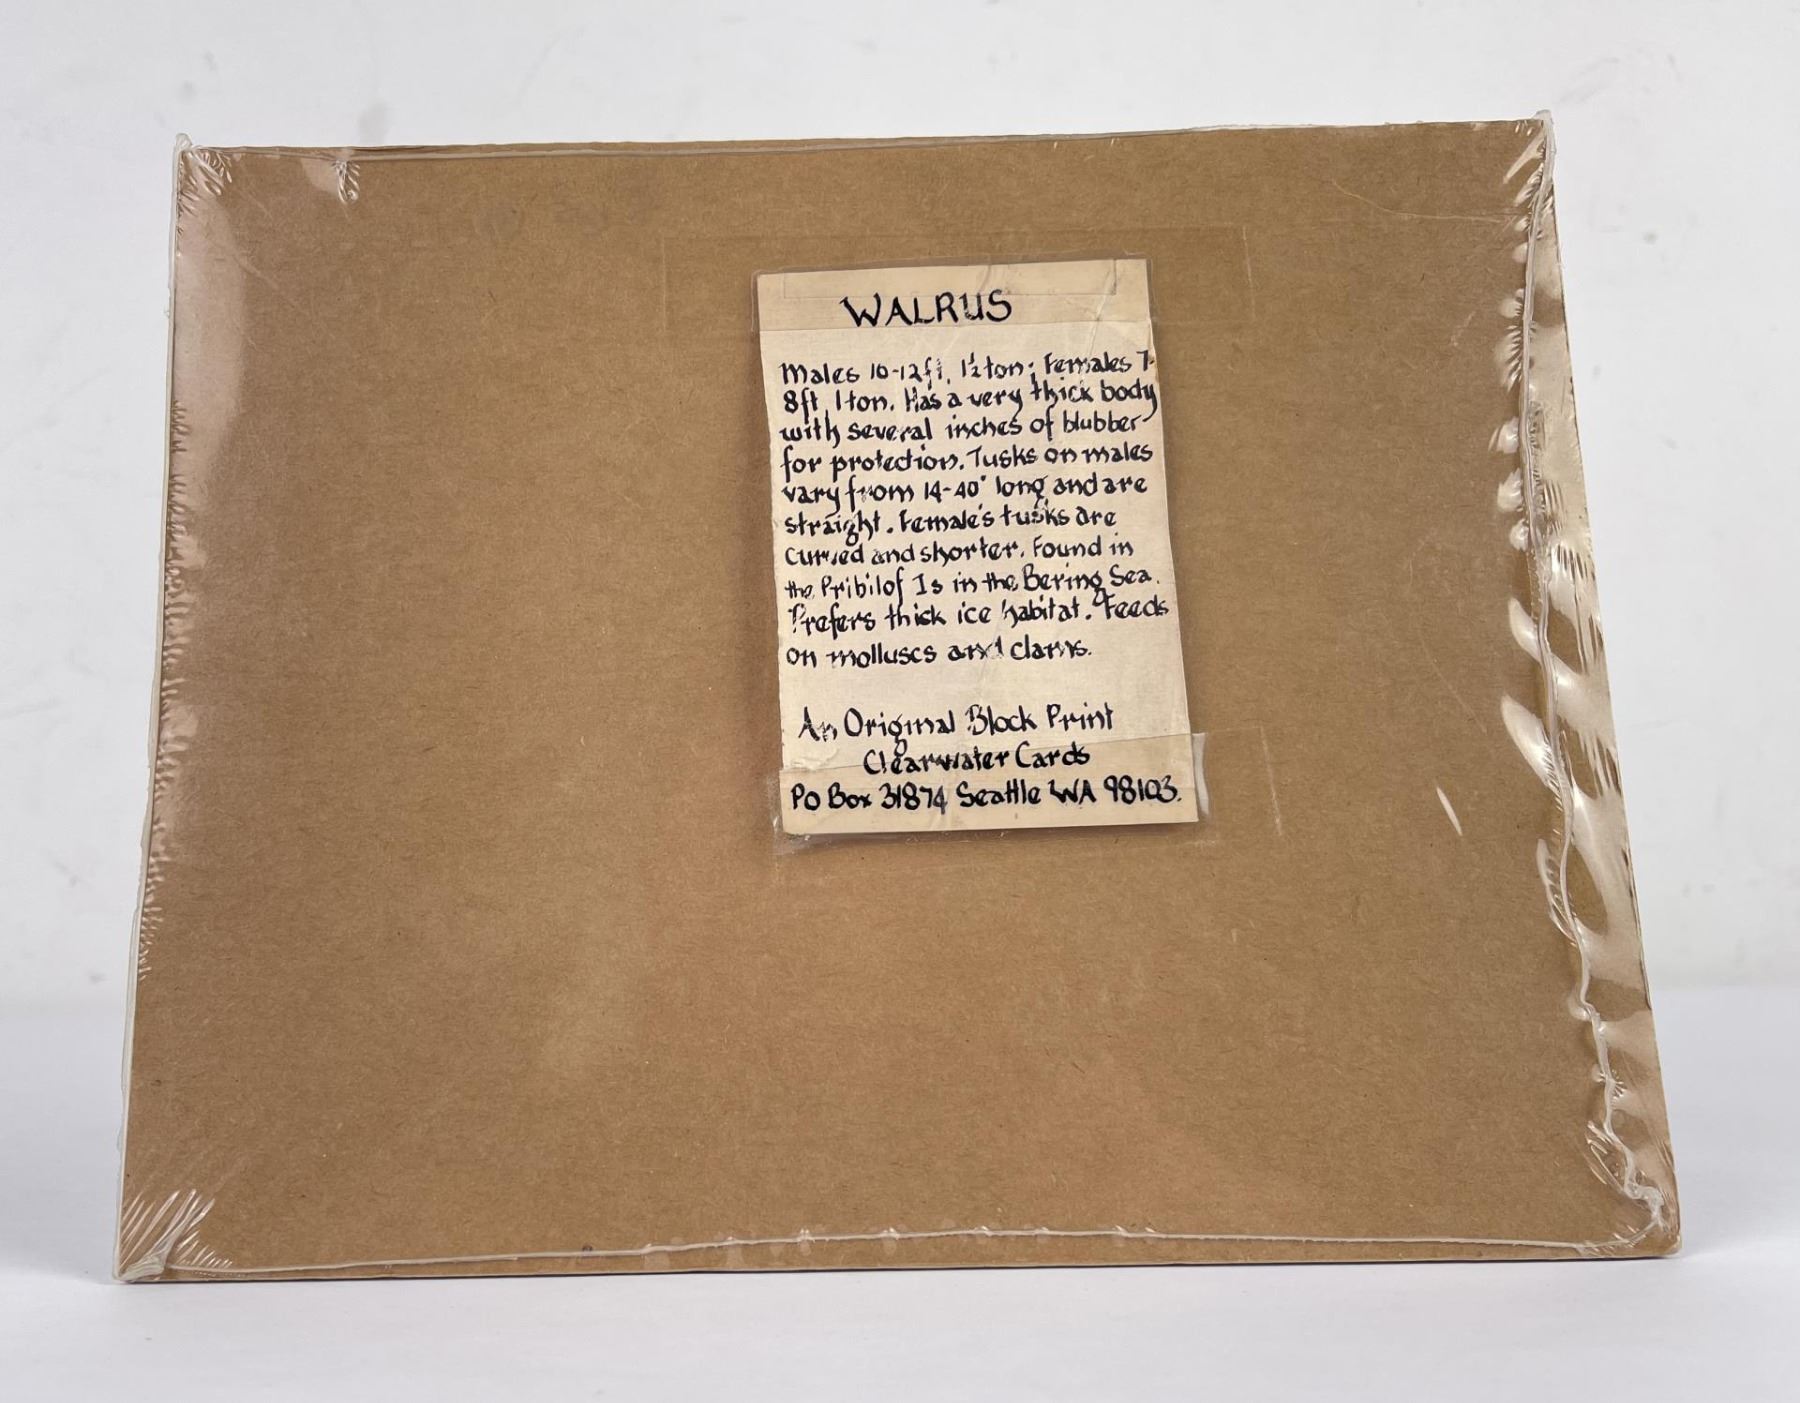 WALRUS
Males 10-12ft, 1½ ton; Females 7-
8ft, 1 ton. Has a very thick body
with several inches of blubber
for protection. Tusks on males
vary from 14-40" long and are
straight. Female's tusks are
curved and shorter. Found in
the Pribilof Is in the Bering Sea.
Prefers thick ice habitat. Feeds
on molluscs and clams.
An Original Block Print
Clearwater Cards
PO Box 31874 Seattle WA 98103.